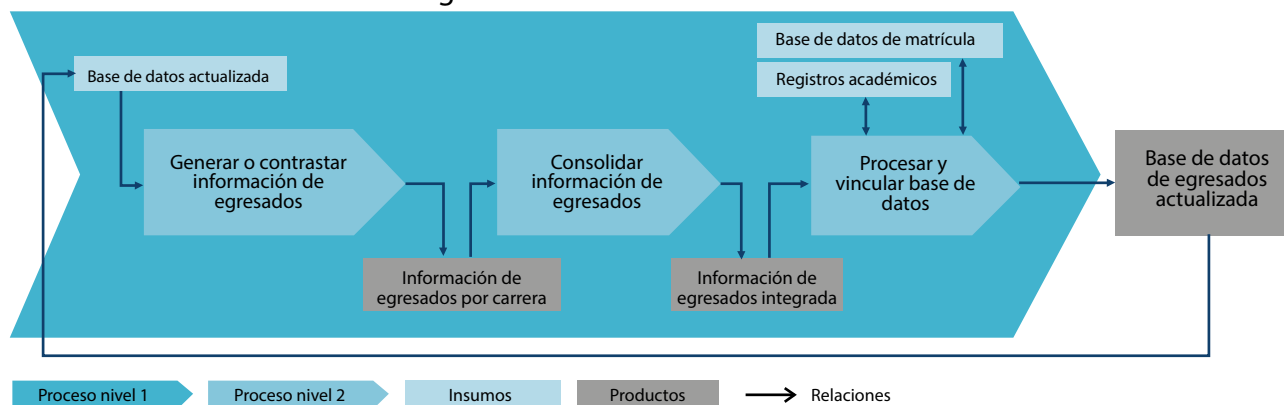 Base de datos de matrícula
Registros académicos
Base de datos actualizada
Generar o contrastar
información de
egresados
Consolidar
información de
egresados
Procesar y
vincular base de
datos
Base de datos
de egresados
actualizada
Información de
egresados por carrera
Información de
egresados integrada
Proceso nivel 1
Proceso nivel 2
Insumos
Productos
Relaciones